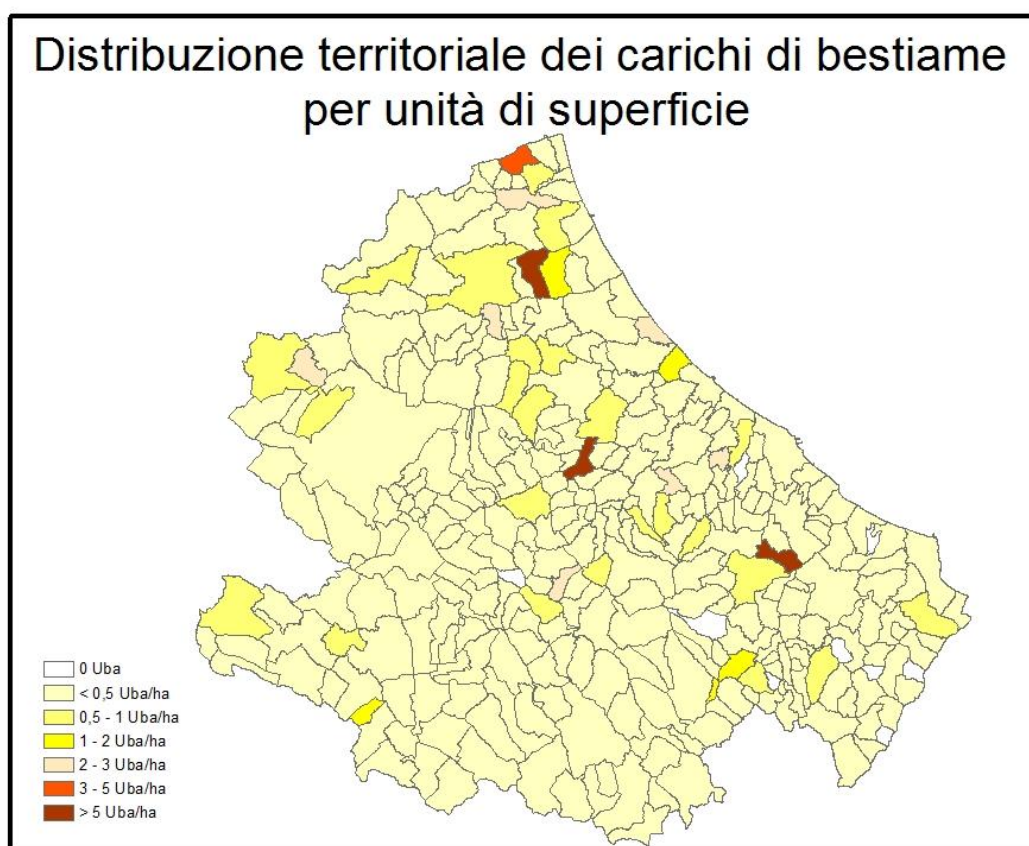 Distribuzione territoriale dei carichi di bestiame
per unità di superficie
0 Uba
< 0,5 Uba/ha
0,5 - 1 Uba/ha
1 - 2 Uba/ha
2 - 3 Uba/ha
3 - 5 Uba/ha
> 5 Uba/ha